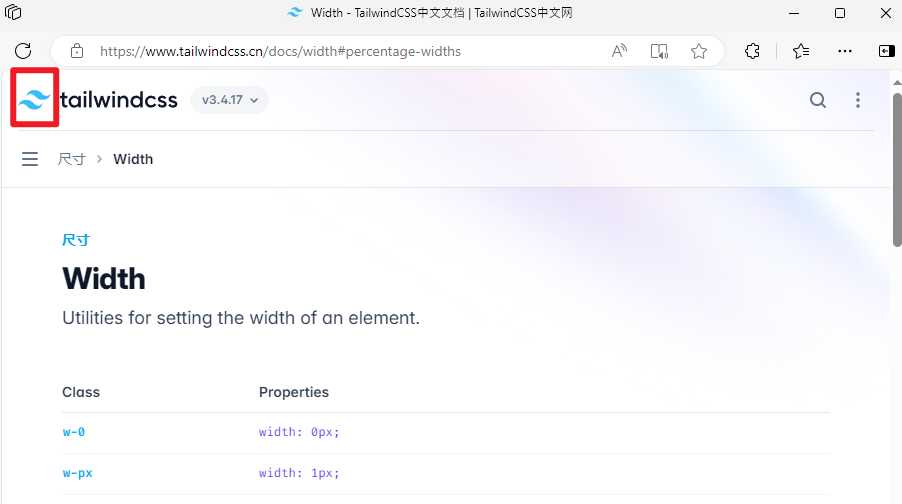 Width - TailwindCSS中文文档 | TailwindCSS中文网
https://www.tailwindcss.cn/docs/width#percentage-widths
tailwindcss v3.4.17
尺寸 > Width
尺寸
Width
Utilities for setting the width of an element.
Class Properties
w-0 width: 0px;
w-px width: 1px;